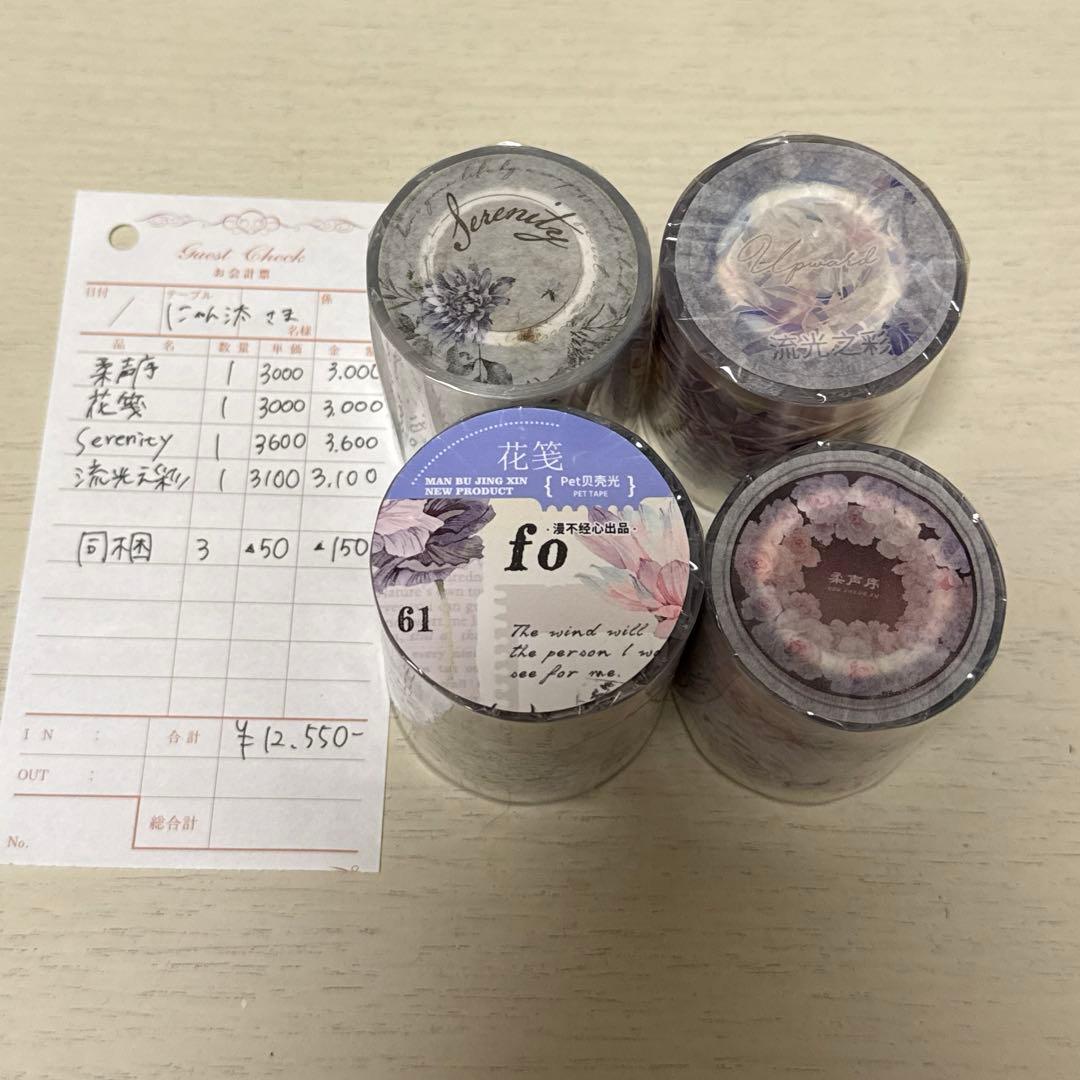 Guest Check
お会計票
日付 テーブル 係
/ にゃん汰 さま 名様
品名 数量 単価 金額
柔声序 1 3000 3,000
花箋 1 3000 3,000
Serenity 1 3600 3,600
流光之彩 1 3100 3,100
同梱 3 ▲50 ▲150
IN : 合計 ¥12,550-
OUT ;
総合計
No.
Serenity
Upwald
流光之彩
花笺
MAN BU JING XIN
NEW PRODUCT
{ Pet贝壳光 }
PET TAPE
·漫不经心出品·
fo
61
The wind will
the person I wo
see for me.
柔声序